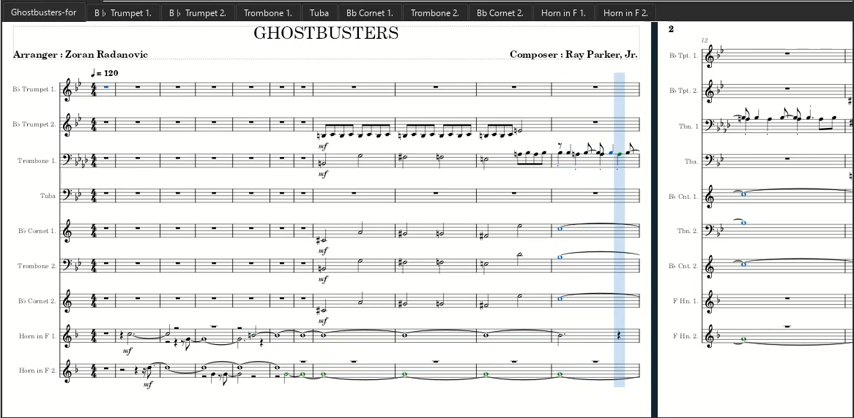 Ghostbusters-for B♭ Trumpet 1. B♭ Trumpet 2. Trombone 1. Tuba Bb Cornet 1. Trombone 2. Bb Cornet 2. Horn in F 1. Horn in F 2.
GHOSTBUSTERS
Arranger : Zoran Radanovic Composer : Ray Parker, Jr.
♩ = 120
B♭ Trumpet 1.
B♭ Trumpet 2.
mf
Trombone 1.
mf
Tuba
B♭ Cornet 1.
mf
Trombone 2.
mf
B♭ Cornet 2.
mf
Horn in F 1.
mf
Horn in F 2.
mf
2
12
B♭ Tpt. 1.
B♭ Tpt. 2.
Tbn. 1
Tba.
B♭ Cnt. 1.
Tbn. 2.
B♭ Cnt. 2.
F Hn. 1.
F Hn. 2.